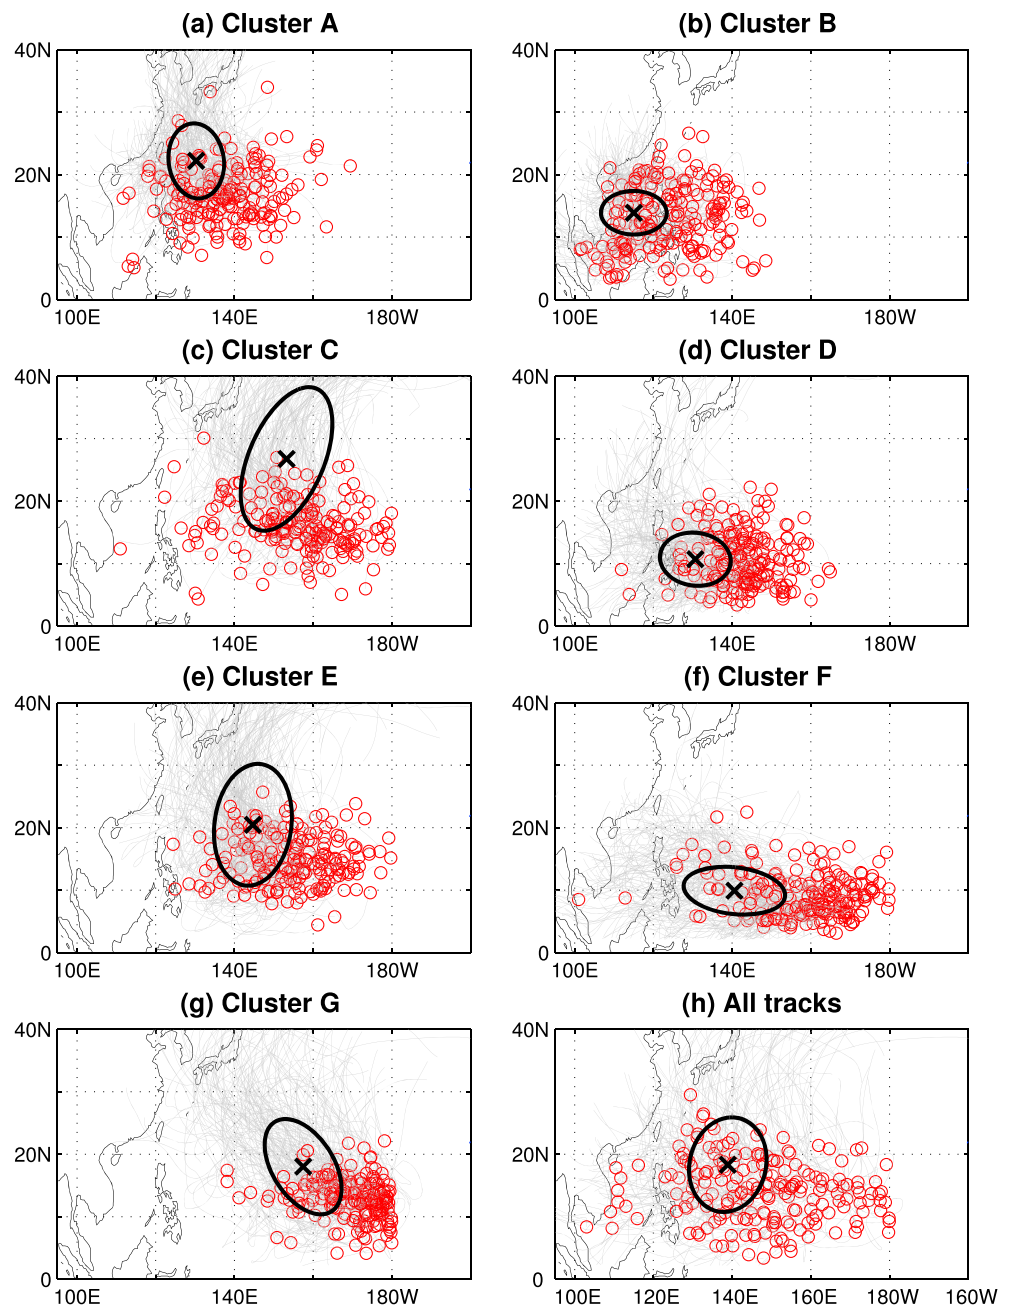 (a) Cluster A
(b) Cluster B
40N
20N
0
100E 140E 180W
40N
20N
0
100E 140E 180W
(c) Cluster C
(d) Cluster D
40N
20N
0
100E 140E 180W
40N
20N
0
100E 140E 180W
(e) Cluster E
(f) Cluster F
40N
20N
0
100E 140E 180W
40N
20N
0
100E 140E 180W
(g) Cluster G
(h) All tracks
40N
20N
0
100E 140E 180W
40N
20N
0
100E 120E 140E 160E 180W 160W